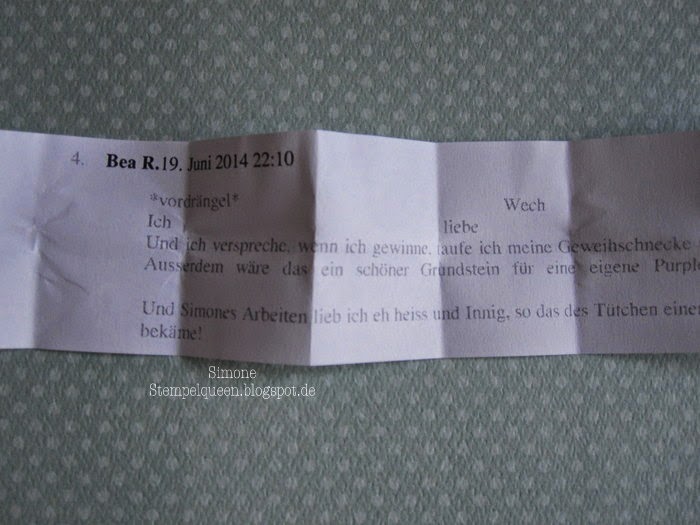 4. Bea R.19. Juni 2014 22:10
*vordrängel* Wech
Ich liebe
Und ich verspreche, wenn ich gewinne, taufe ich meine Geweihschnecke
Ausserdem wäre das ein schöner Grundstein für eine eigene Purple
Und Simones Arbeiten lieb ich eh heiss und Innig, so das des Tütchen einen
bekäme!
Simone
Stempelqueen.blogspot.de